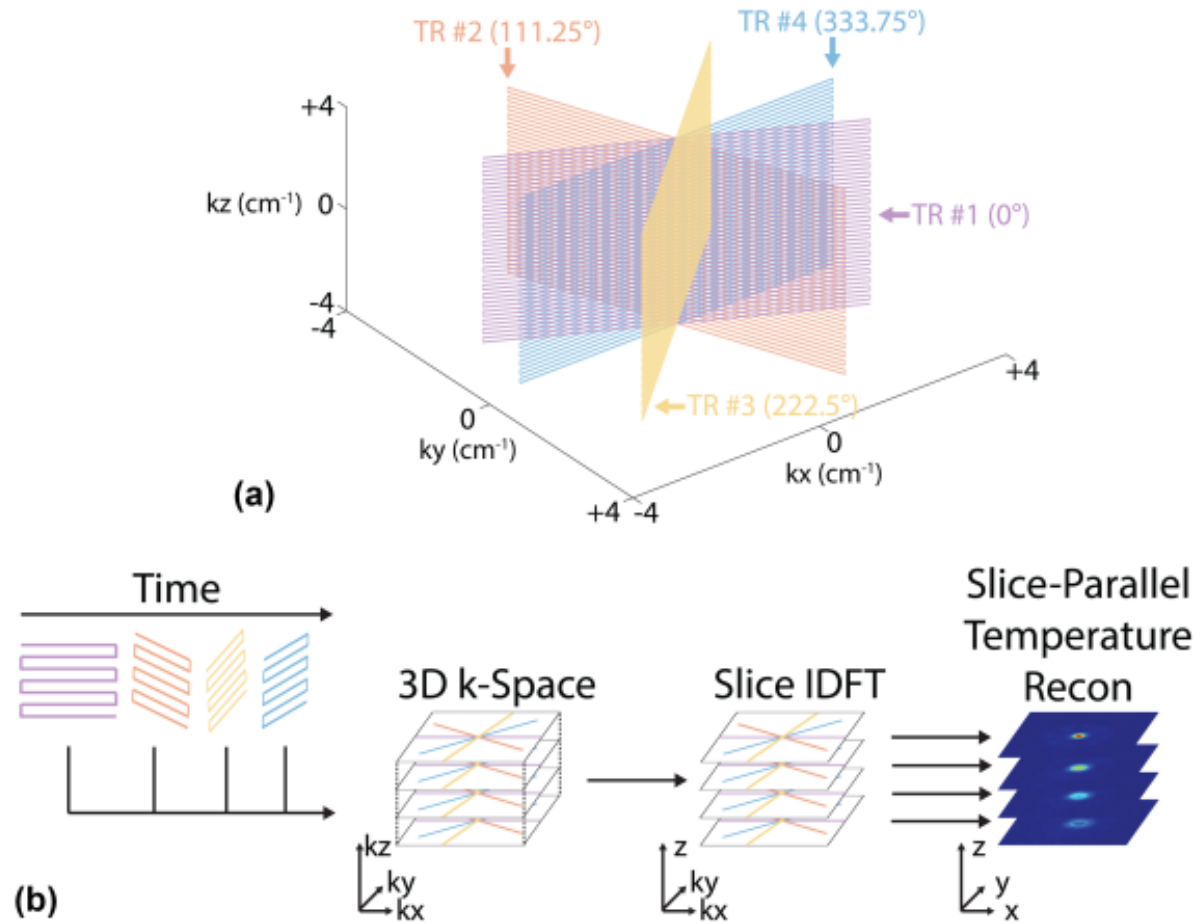 TR #2 (111.25°)
TR #4 (333.75°)
+4
kz (cm⁻¹)
0
TR #1 (0°)
-4
-4
0
ky (cm⁻¹)
TR #3 (222.5°)
+4
0
kx (cm⁻¹)
+4
-4
(a)
Time
3D k-Space
Slice IDFT
Slice-Parallel
Temperature
Recon
kz
ky
kx
z
ky
kx
z
y
x
(b)